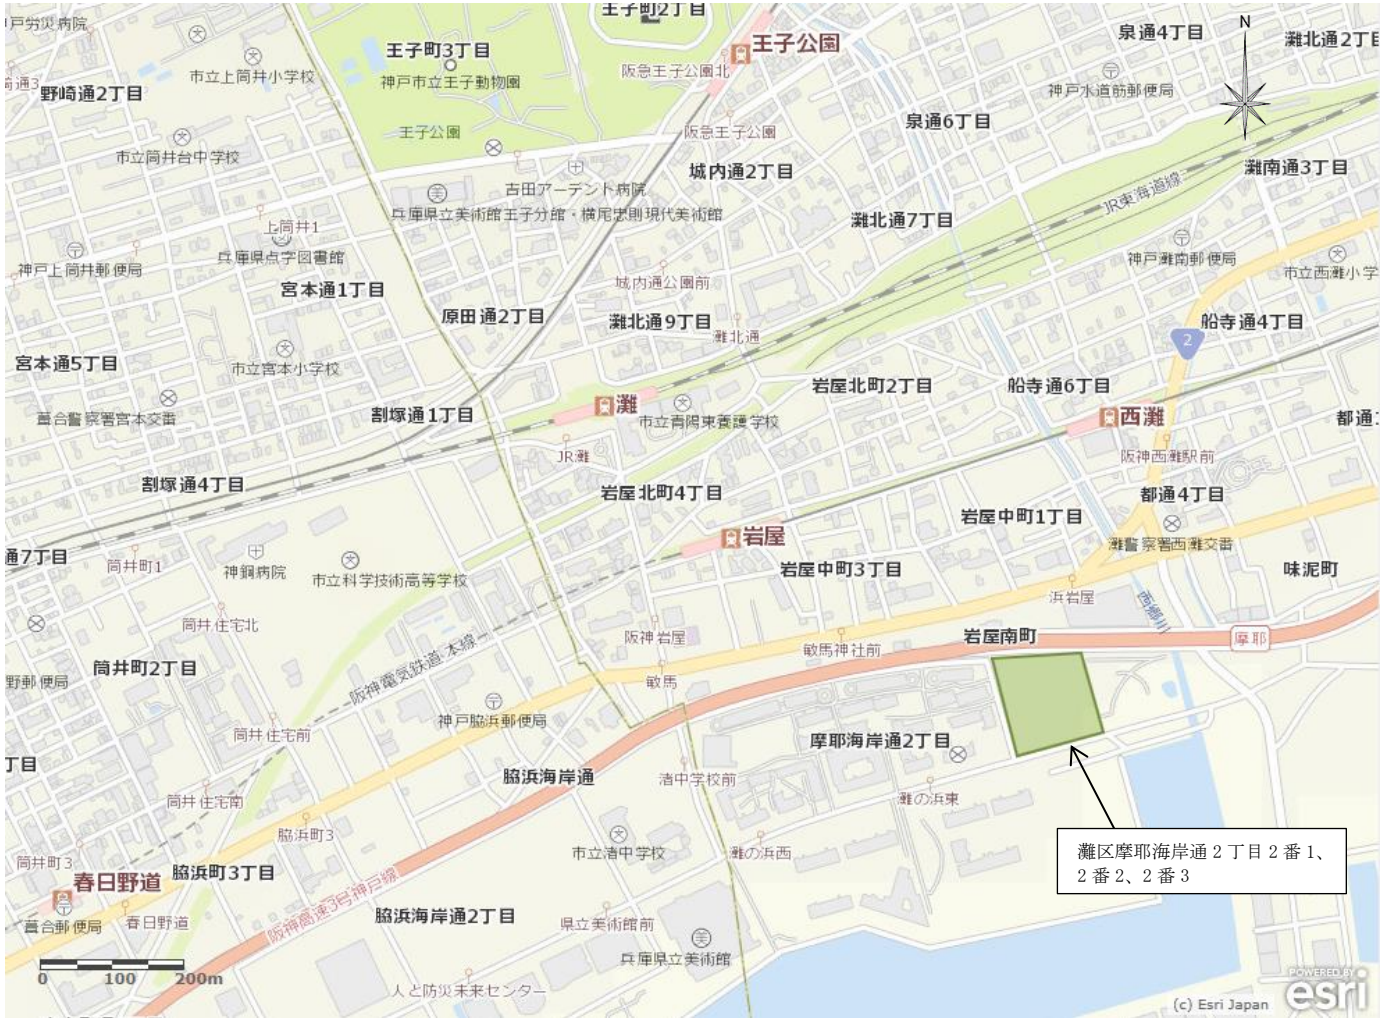 王子町2丁目
戸労災病院
王子公園
泉通4丁目
灘北通2丁目
N
王子町3丁目
阪急王子公園北
市立上筒井小学校
神戸市立王子動物園
野崎通2丁目
神戸水道筋郵便局
泉通6丁目
王子公園
阪急王子公園
市立筒井台中学校
城内通2丁目
灘南通3丁目
吉田アーデント病院
JR東海道線
兵庫県立美術館王子分館・横尾忠則現代美術館
灘北通7丁目
上筒井1
兵庫県点字図書館
神戸上筒井郵便局
神戸灘南郵便局
市立西灘小学
宮本通1丁目
城内通公園前
原田通2丁目
灘北通9丁目
灘北通
船寺通4丁目
2
宮本通5丁目
市立宮本小学校
岩屋北町2丁目
船寺通6丁目
葺合警察署宮本交番
割塚通1丁目
灘
市立青陽東養護学校
西灘
都通
JR灘
阪神西灘駅前
割塚通4丁目
岩屋北町4丁目
都通4丁目
岩屋中町1丁目
岩屋
灘警察署西灘交番
通7丁目
筒井町1
神鋼病院
市立科学技術高等学校
岩屋中町3丁目
味泥町
浜岩屋
西郷川
筒井住宅北
阪神岩屋
敏馬神社前
岩屋南町
摩耶
筒井町2丁目
阪神電気鉄道本線
敏馬
野郵便局
神戸脇浜郵便局
筒井住宅前
摩耶海岸通2丁目
丁目
脇浜海岸通
渚中学校前
灘の浜東
筒井住宅南
脇浜町3
市立渚中学校
灘の浜西
灘区摩耶海岸通2丁目2番1、
2番2、2番3
筒井町3
脇浜町3丁目
春日野道
阪神高速3号神戸線
葺合郵便局
春日野道
脇浜海岸通2丁目
県立美術館前
兵庫県立美術館
0 100 200m
人と防災未来センター
POWERED BY
esri
(c) Esri Japan